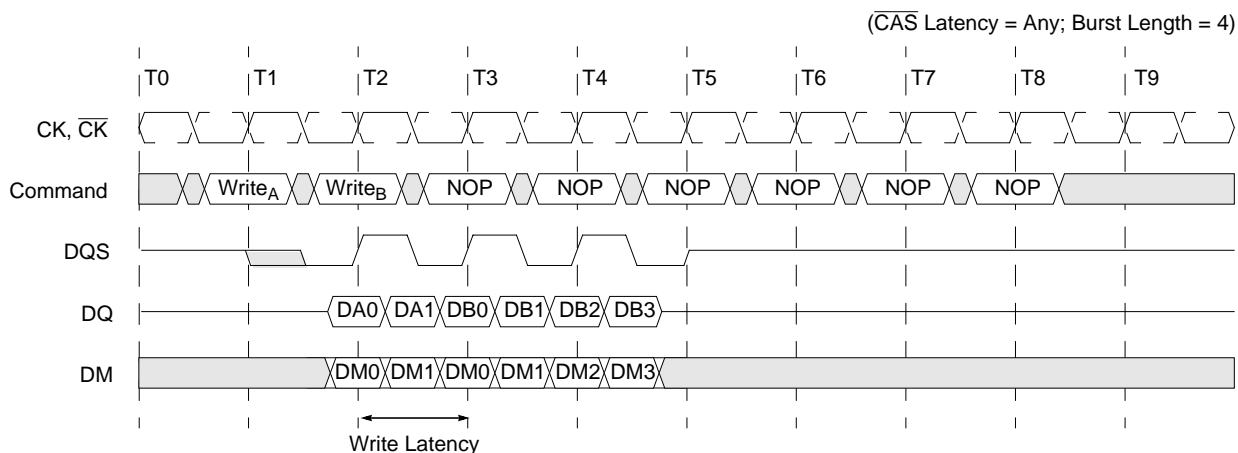 (CAS Latency = Any; Burst Length = 4)
T0 T1 T2 T3 T4 T5 T6 T7 T8 T9
CK, CK
Command WriteA WriteB NOP NOP NOP NOP NOP NOP
DQS
DQ DA0 DA1 DB0 DB1 DB2 DB3
DM DM0 DM1 DM0 DM1 DM2 DM3
Write Latency